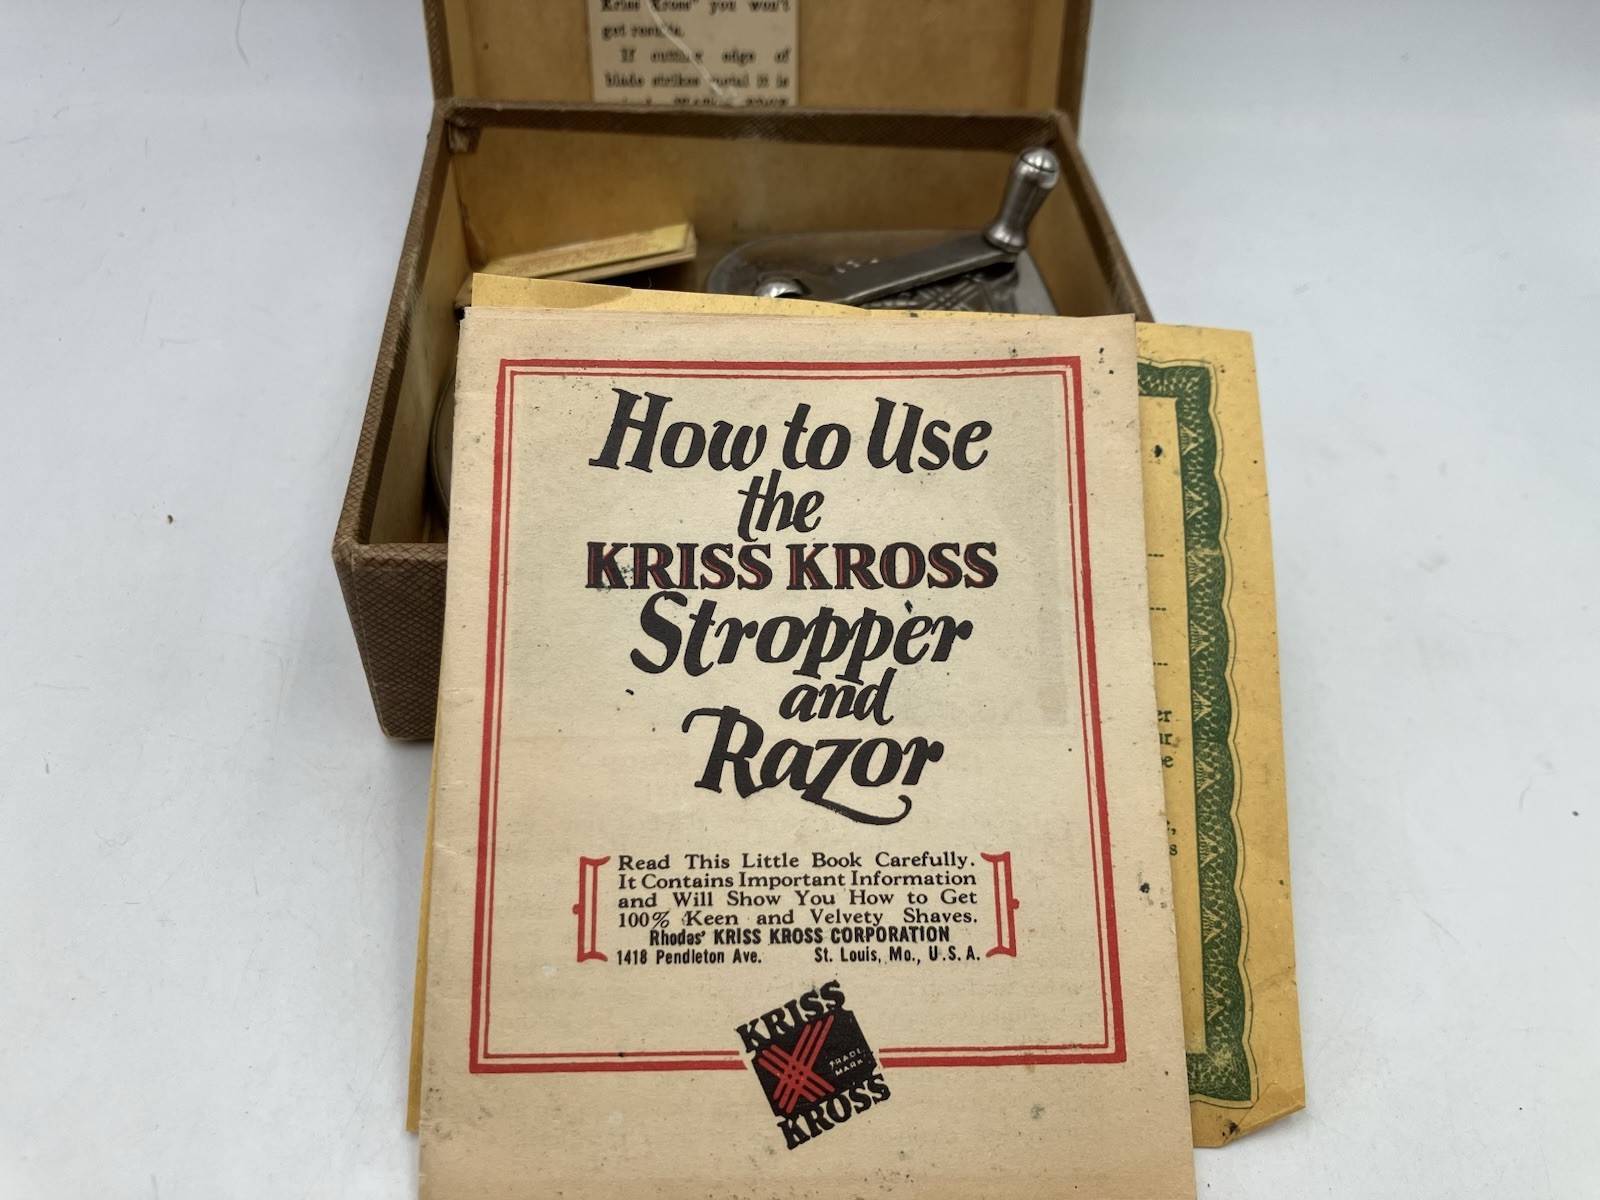 Kriss Kross" you won't
get results.
If cutting edge of
blade strikes metal it is
How to Use
the
KRISS KROSS
Stropper
and
Razor
Read This Little Book Carefully.
It Contains Important Information
and Will Show You How to Get
100% Keen and Velvety Shaves.
Rhodes' KRISS KROSS CORPORATION
1418 Pendleton Ave. St. Louis, Mo., U.S.A.
KRISS
TRADE
MARK
KROSS
er
ur
e
s